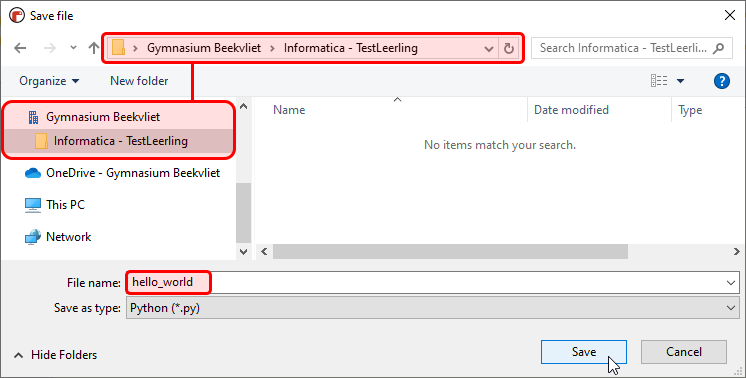 Save file
Gymnasium Beekvliet > Informatica - TestLeerling
Search Informatica - TestLeerli...
Organize New folder
Gymnasium Beekvliet
Informatica - TestLeerling
OneDrive - Gymnasium Beekvliet
This PC
Network
Name Date modified Type
No items match your search.
File name: hello_world
Save as type: Python (*.py)
Hide Folders Save Cancel